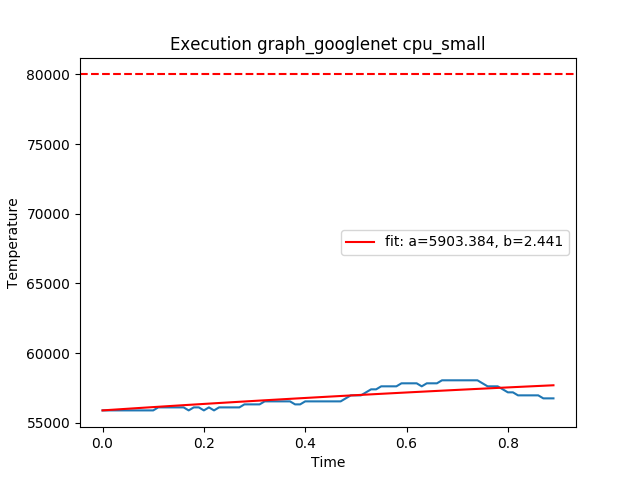 Execution graph_googlenet cpu_small
80000
75000
70000
65000
60000
55000
Temperature
fit: a=5903.384, b=2.441
0.0 0.2 0.4 0.6 0.8
Time